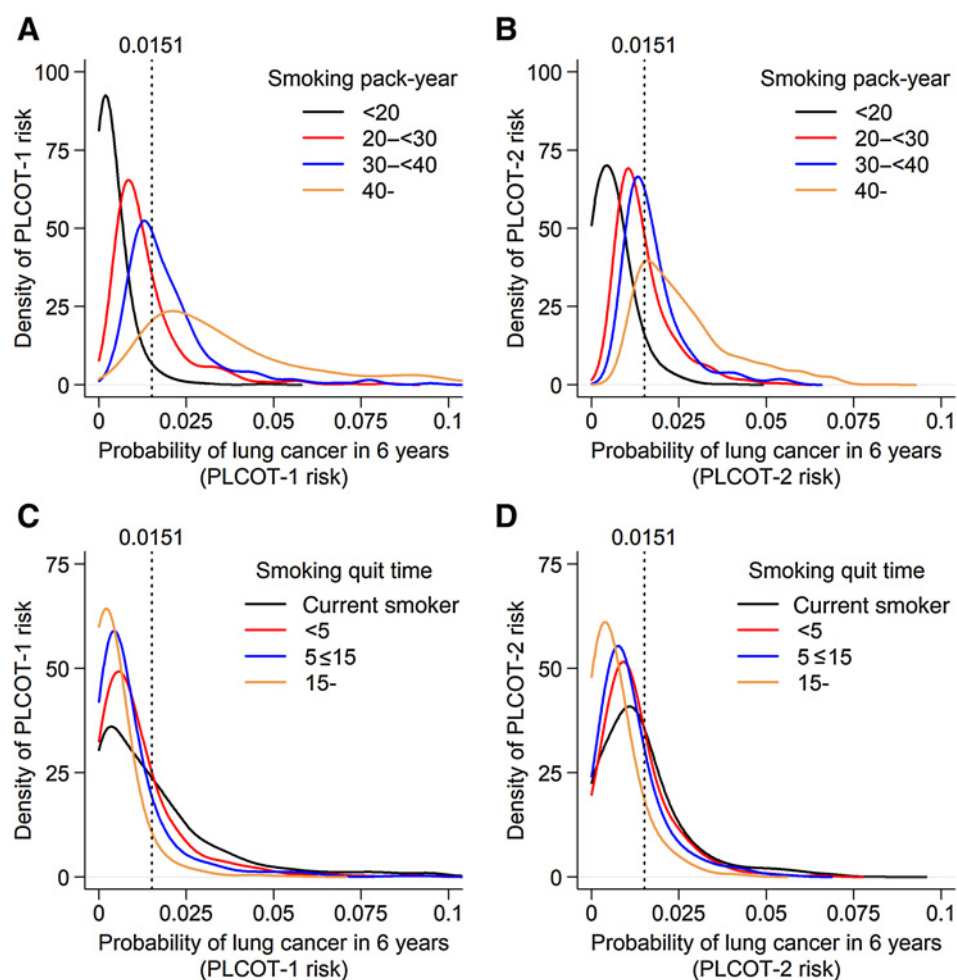 A
0.0151
100
75
50
25
0
Density of PLCOT-1 risk
Smoking pack-year
<20
20–<30
30–<40
40-
0 0.025 0.05 0.075 0.1
Probability of lung cancer in 6 years
(PLCOT-1 risk)
B
0.0151
100
75
50
25
0
Density of PLCOT-2 risk
Smoking pack-year
<20
20–<30
30–<40
40-
0 0.025 0.05 0.075 0.1
Probability of lung cancer in 6 years
(PLCOT-2 risk)
C
0.0151
75
50
25
0
Density of PLCOT-1 risk
Smoking quit time
Current smoker
<5
5≤15
15-
0 0.025 0.05 0.075 0.1
Probability of lung cancer in 6 years
(PLCOT-1 risk)
D
0.0151
75
50
25
0
Density of PLCOT-2 risk
Smoking quit time
Current smoker
<5
5≤15
15-
0 0.025 0.05 0.075 0.1
Probability of lung cancer in 6 years
(PLCOT-2 risk)